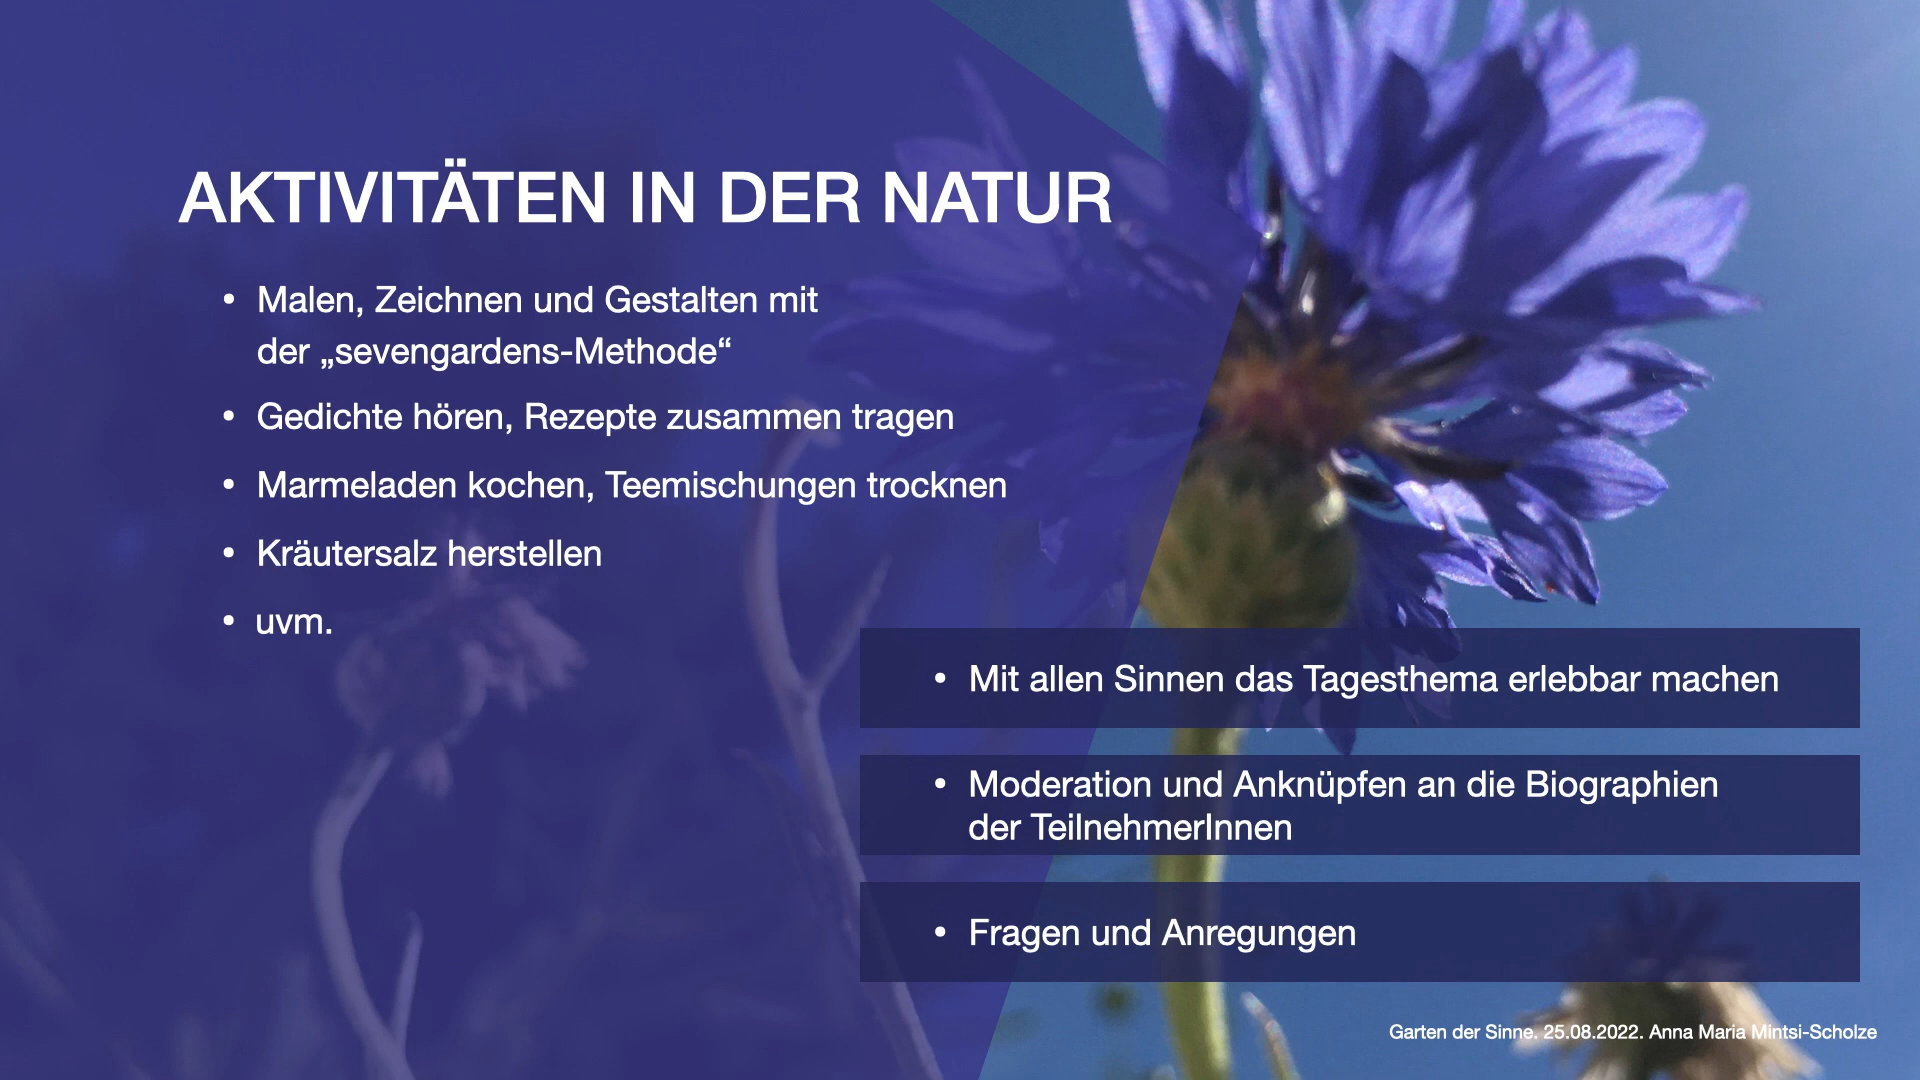 AKTIVITÄTEN IN DER NATUR
• Malen, Zeichnen und Gestalten mit
der „sevengardens-Methode“
• Gedichte hören, Rezepte zusammen tragen
• Marmeladen kochen, Teemischungen trocknen
• Kräutersalz herstellen
• uvm.
• Mit allen Sinnen das Tagesthema erlebbar machen
• Moderation und Anknüpfen an die Biographien
der TeilnehmerInnen
• Fragen und Anregungen
Garten der Sinne. 25.08.2022. Anna Maria Mintsi-Scholze